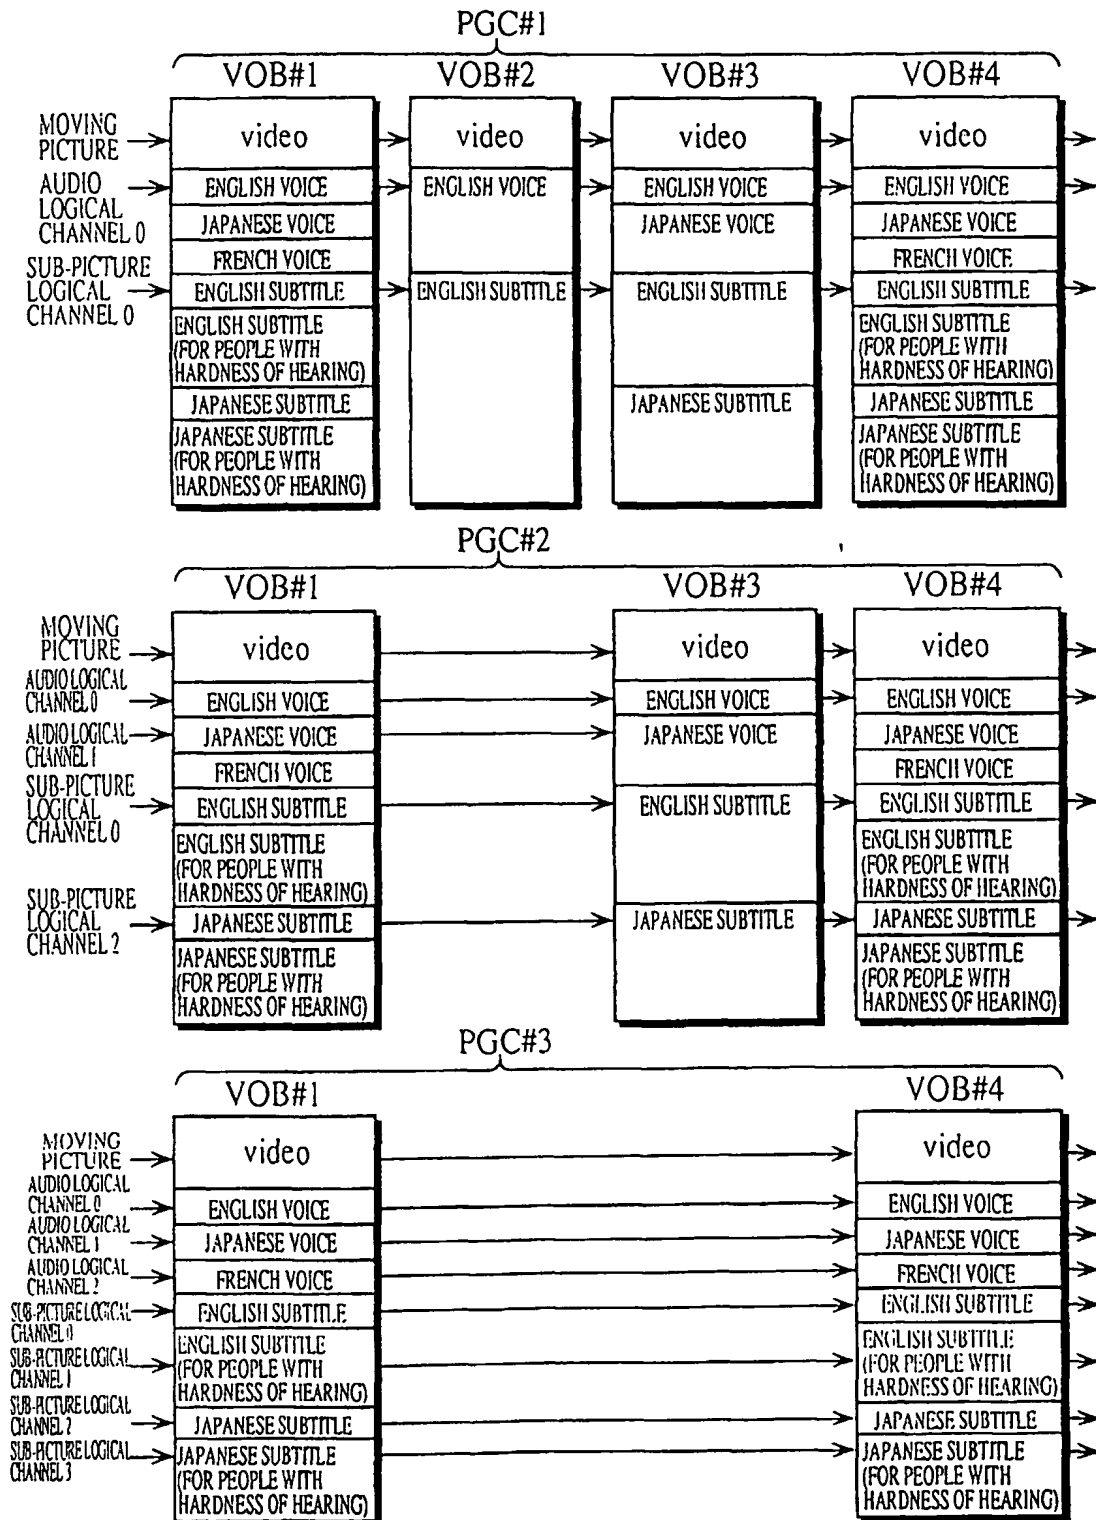 PGC#1
VOB#1 VOB#2 VOB#3 VOB#4
MOVING
PICTURE
video video video video
AUDIO
LOGICAL
CHANNEL 0
ENGLISH VOICE ENGLISH VOICE ENGLISH VOICE ENGLISH VOICE
JAPANESE VOICE JAPANESE VOICE JAPANESE VOICE
FRENCH VOICE FRENCH VOICE
SUB-PICTURE
LOGICAL
CHANNEL 0
ENGLISH SUBTITLE ENGLISH SUBTITLE ENGLISH SUBTITLE ENGLISH SUBTITLE
ENGLISH SUBTITLE
(FOR PEOPLE WITH
HARDNESS OF HEARING)
ENGLISH SUBTITLE
(FOR PEOPLE WITH
HARDNESS OF HEARING)
JAPANESE SUBTITLE JAPANESE SUBTITLE JAPANESE SUBTITLE
JAPANESE SUBTITLE
(FOR PEOPLE WITH
HARDNESS OF HEARING)
JAPANESE SUBTITLE
(FOR PEOPLE WITH
HARDNESS OF HEARING)
PGC#2
VOB#1 VOB#3 VOB#4
MOVING
PICTURE
video video video
AUDIO LOGICAL
CHANNEL 0
ENGLISH VOICE ENGLISH VOICE ENGLISH VOICE
AUDIO LOGICAL
CHANNEL 1
JAPANESE VOICE JAPANESE VOICE JAPANESE VOICE
FRENCH VOICE FRENCH VOICE
SUB-PICTURE
LOGICAL
CHANNEL 0
ENGLISH SUBTITLE ENGLISH SUBTITLE ENGLISH SUBTITLE
ENGLISH SUBTITLE
(FOR PEOPLE WITH
HARDNESS OF HEARING)
ENGLISH SUBTITLE
(FOR PEOPLE WITH
HARDNESS OF HEARING)
SUB-PICTURE
LOGICAL
CHANNEL 2
JAPANESE SUBTITLE JAPANESE SUBTITLE JAPANESE SUBTITLE
JAPANESE SUBTITLE
(FOR PEOPLE WITH
HARDNESS OF HEARING)
JAPANESE SUBTITLE
(FOR PEOPLE WITH
HARDNESS OF HEARING)
PGC#3
VOB#1 VOB#4
MOVING
PICTURE
video video
AUDIO LOGICAL
CHANNEL 0
ENGLISH VOICE ENGLISH VOICE
AUDIO LOGICAL
CHANNEL 1
JAPANESE VOICE JAPANESE VOICE
AUDIO LOGICAL
CHANNEL 2
FRENCH VOICE FRENCH VOICE
SUB-PICTURE LOGICAL
CHANNEL 0
ENGLISH SUBTITLE ENGLISH SUBTITLE
SUB-PICTURE LOGICAL
CHANNEL 1
ENGLISH SUBTITLE
(FOR PEOPLE WITH
HARDNESS OF HEARING)
ENGLISH SUBTITLE
(FOR PEOPLE WITH
HARDNESS OF HEARING)
SUB-PICTURE LOGICAL
CHANNEL 2
JAPANESE SUBTITLE JAPANESE SUBTITLE
SUB-PICTURE LOGICAL
CHANNEL 3
JAPANESE SUBTITLE
(FOR PEOPLE WITH
HARDNESS OF HEARING)
JAPANESE SUBTITLE
(FOR PEOPLE WITH
HARDNESS OF HEARING)